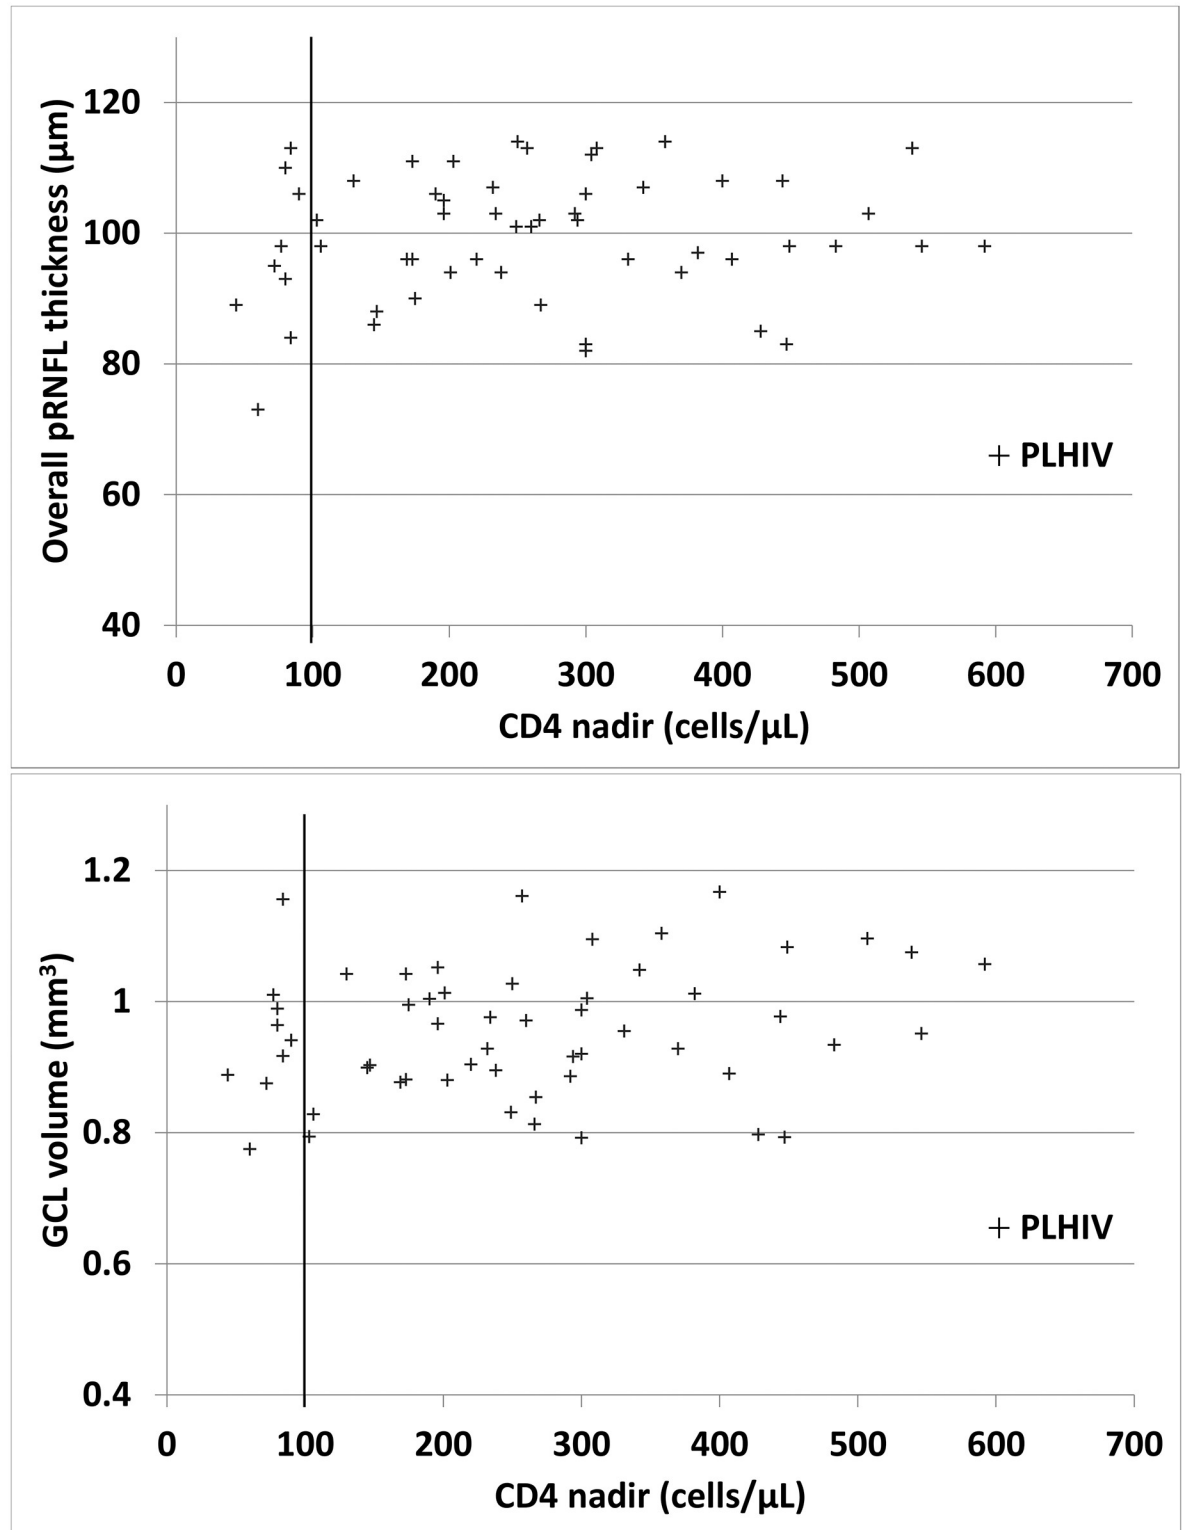 Overall pRNFL thickness (µm)
120
100
80
60
40
0 100 200 300 400 500 600 700
CD4 nadir (cells/µL)
PLHIV
GCL volume (mm³)
1.2
1
0.8
0.6
0.4
0 100 200 300 400 500 600 700
CD4 nadir (cells/µL)
PLHIV